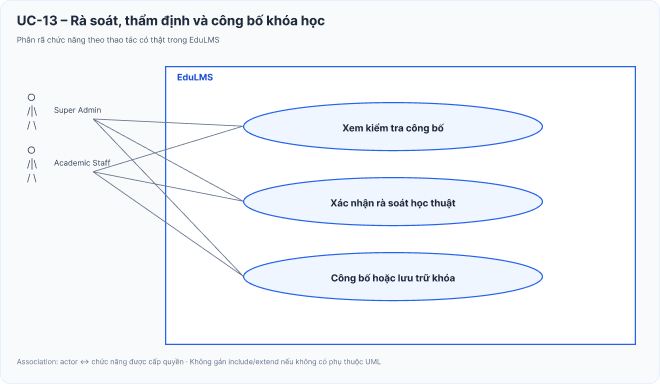 UC-13 – Rà soát, thẩm định và công bố khóa học
Phân rã chức năng theo thao tác có thật trong EduLMS
EduLMS
Super Admin
Xem kiểm tra công bố
Academic Staff
Xác nhận rà soát học thuật
Công bố hoặc lưu trữ khóa
Association: actor ↔ chức năng được cấp quyền · Không gán include/extend nếu không có phụ thuộc UML